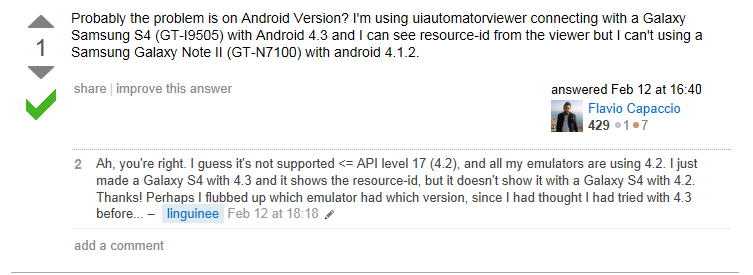 Probably the problem is on Android Version? I'm using uiautomatorviewer connecting with a Galaxy
Samsung S4 (GT-I9505) with Android 4.3 and I can see resource-id from the viewer but I can't using a
Samsung Galaxy Note II (GT-N7100) with android 4.1.2.
1
share | improve this answer
answered Feb 12 at 16:40
Flavio Capaccio
429 ●1 ●7
2 Ah, you're right. I guess it's not supported <= API level 17 (4.2), and all my emulators are using 4.2. I just
made a Galaxy S4 with 4.3 and it shows the resource-id, but it doesn't show it with a Galaxy S4 with 4.2.
Thanks! Perhaps I flubbed up which emulator had which version, since I had thought I had tried with 4.3
before... – linguinee Feb 12 at 18:18
add a comment